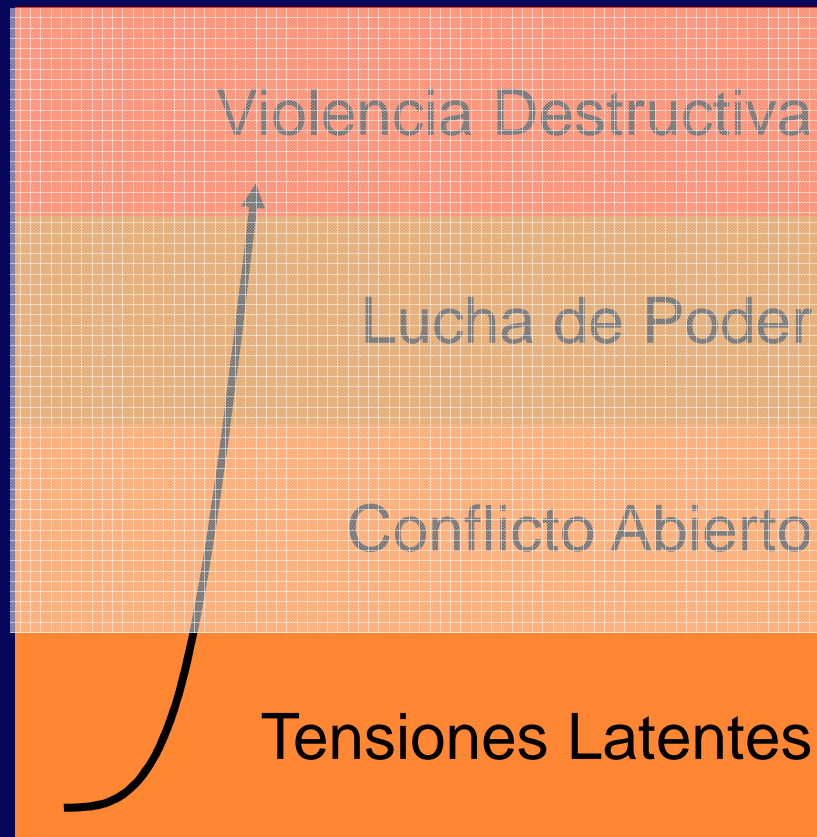 Violencia Destructiva
Lucha de Poder
Conflicto Abierto
Tensiones Latentes